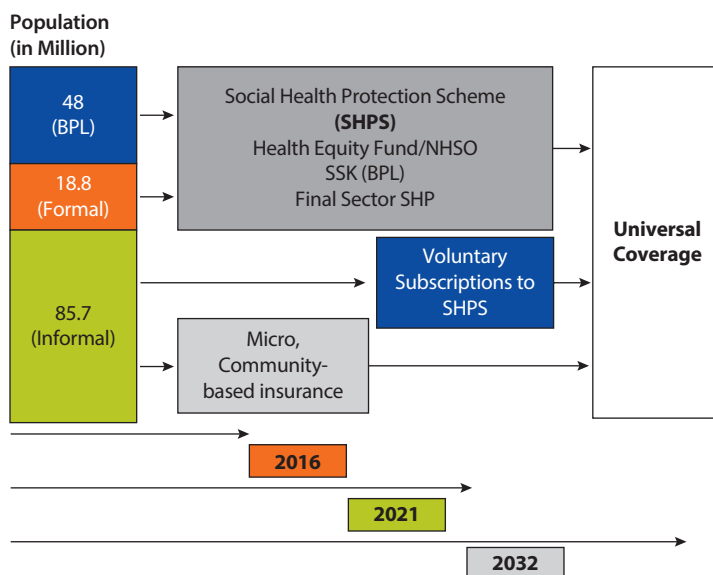 Population
(in Million)
48
(BPL)
18.8
(Formal)
85.7
(Informal)
Social Health Protection Scheme
(SHPS)
Health Equity Fund/NHSO
SSK (BPL)
Final Sector SHP
Voluntary
Subscriptions to
SHPS
Micro,
Community-
based insurance
Universal
Coverage
2016
2021
2032